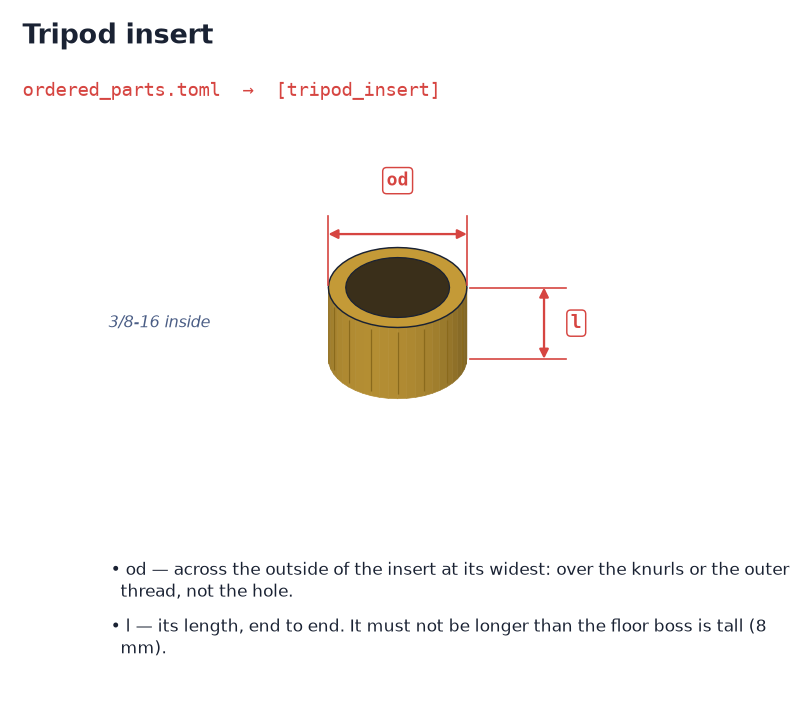 Tripod insert
ordered_parts.toml → [tripod_insert]
od
3/8-16 inside
l
• od — across the outside of the insert at its widest: over the knurls or the outer
thread, not the hole.
• l — its length, end to end. It must not be longer than the floor boss is tall (8
mm).